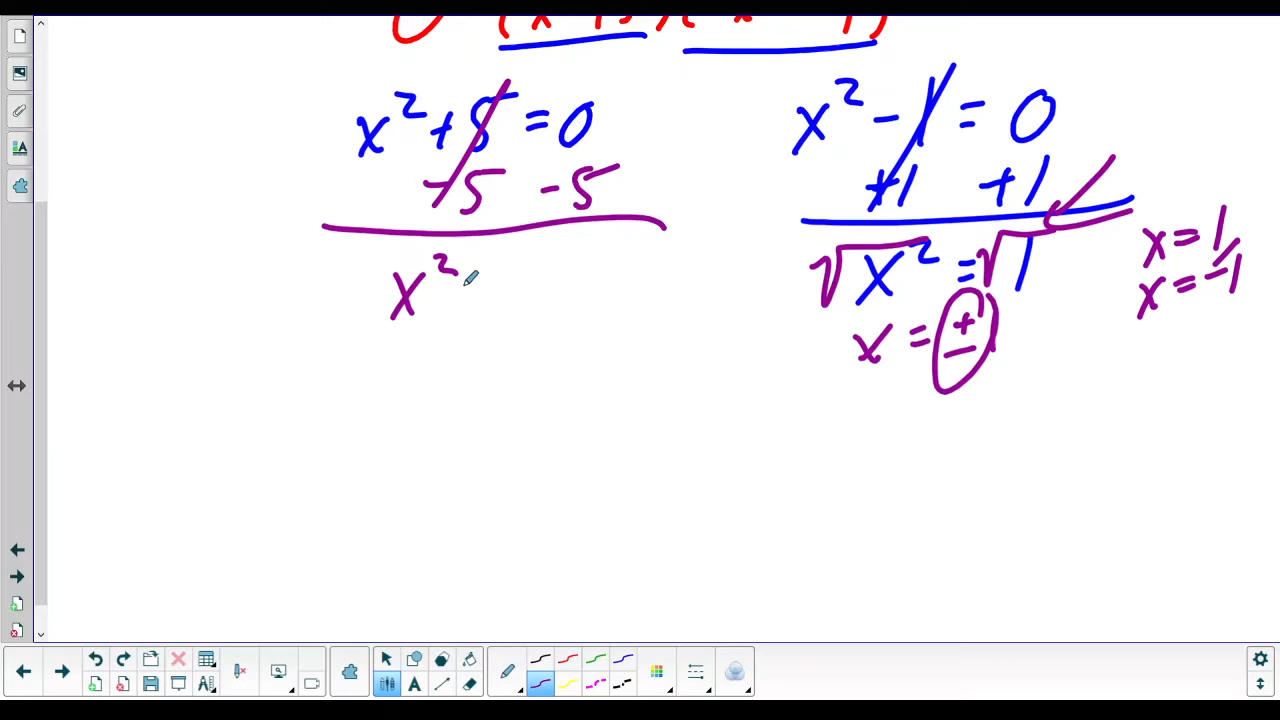 x² + 5 = 0
-5 -5
x²
x² - 1 = 0
+1 +1
√x² = √1
x = ±
x = 1
x = -1